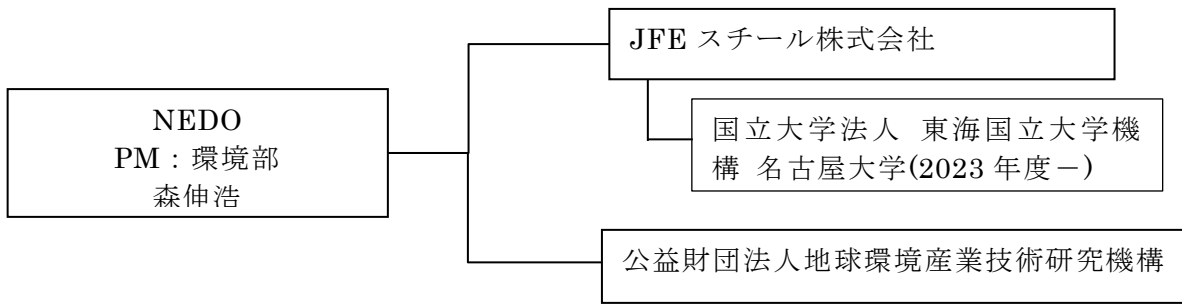 NEDO
PM：環境部
森伸浩
JFE スチール株式会社
国立大学法人 東海国立大学機
構 名古屋大学(2023 年度－)
公益財団法人地球環境産業技術研究機構